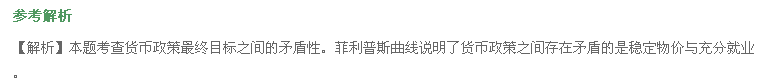 参考解析
【解析】本题考查货币政策最终目标之间的矛盾性。菲利普斯曲线说明了货币政策之间存在矛盾的是稳定物价与充分就业
。